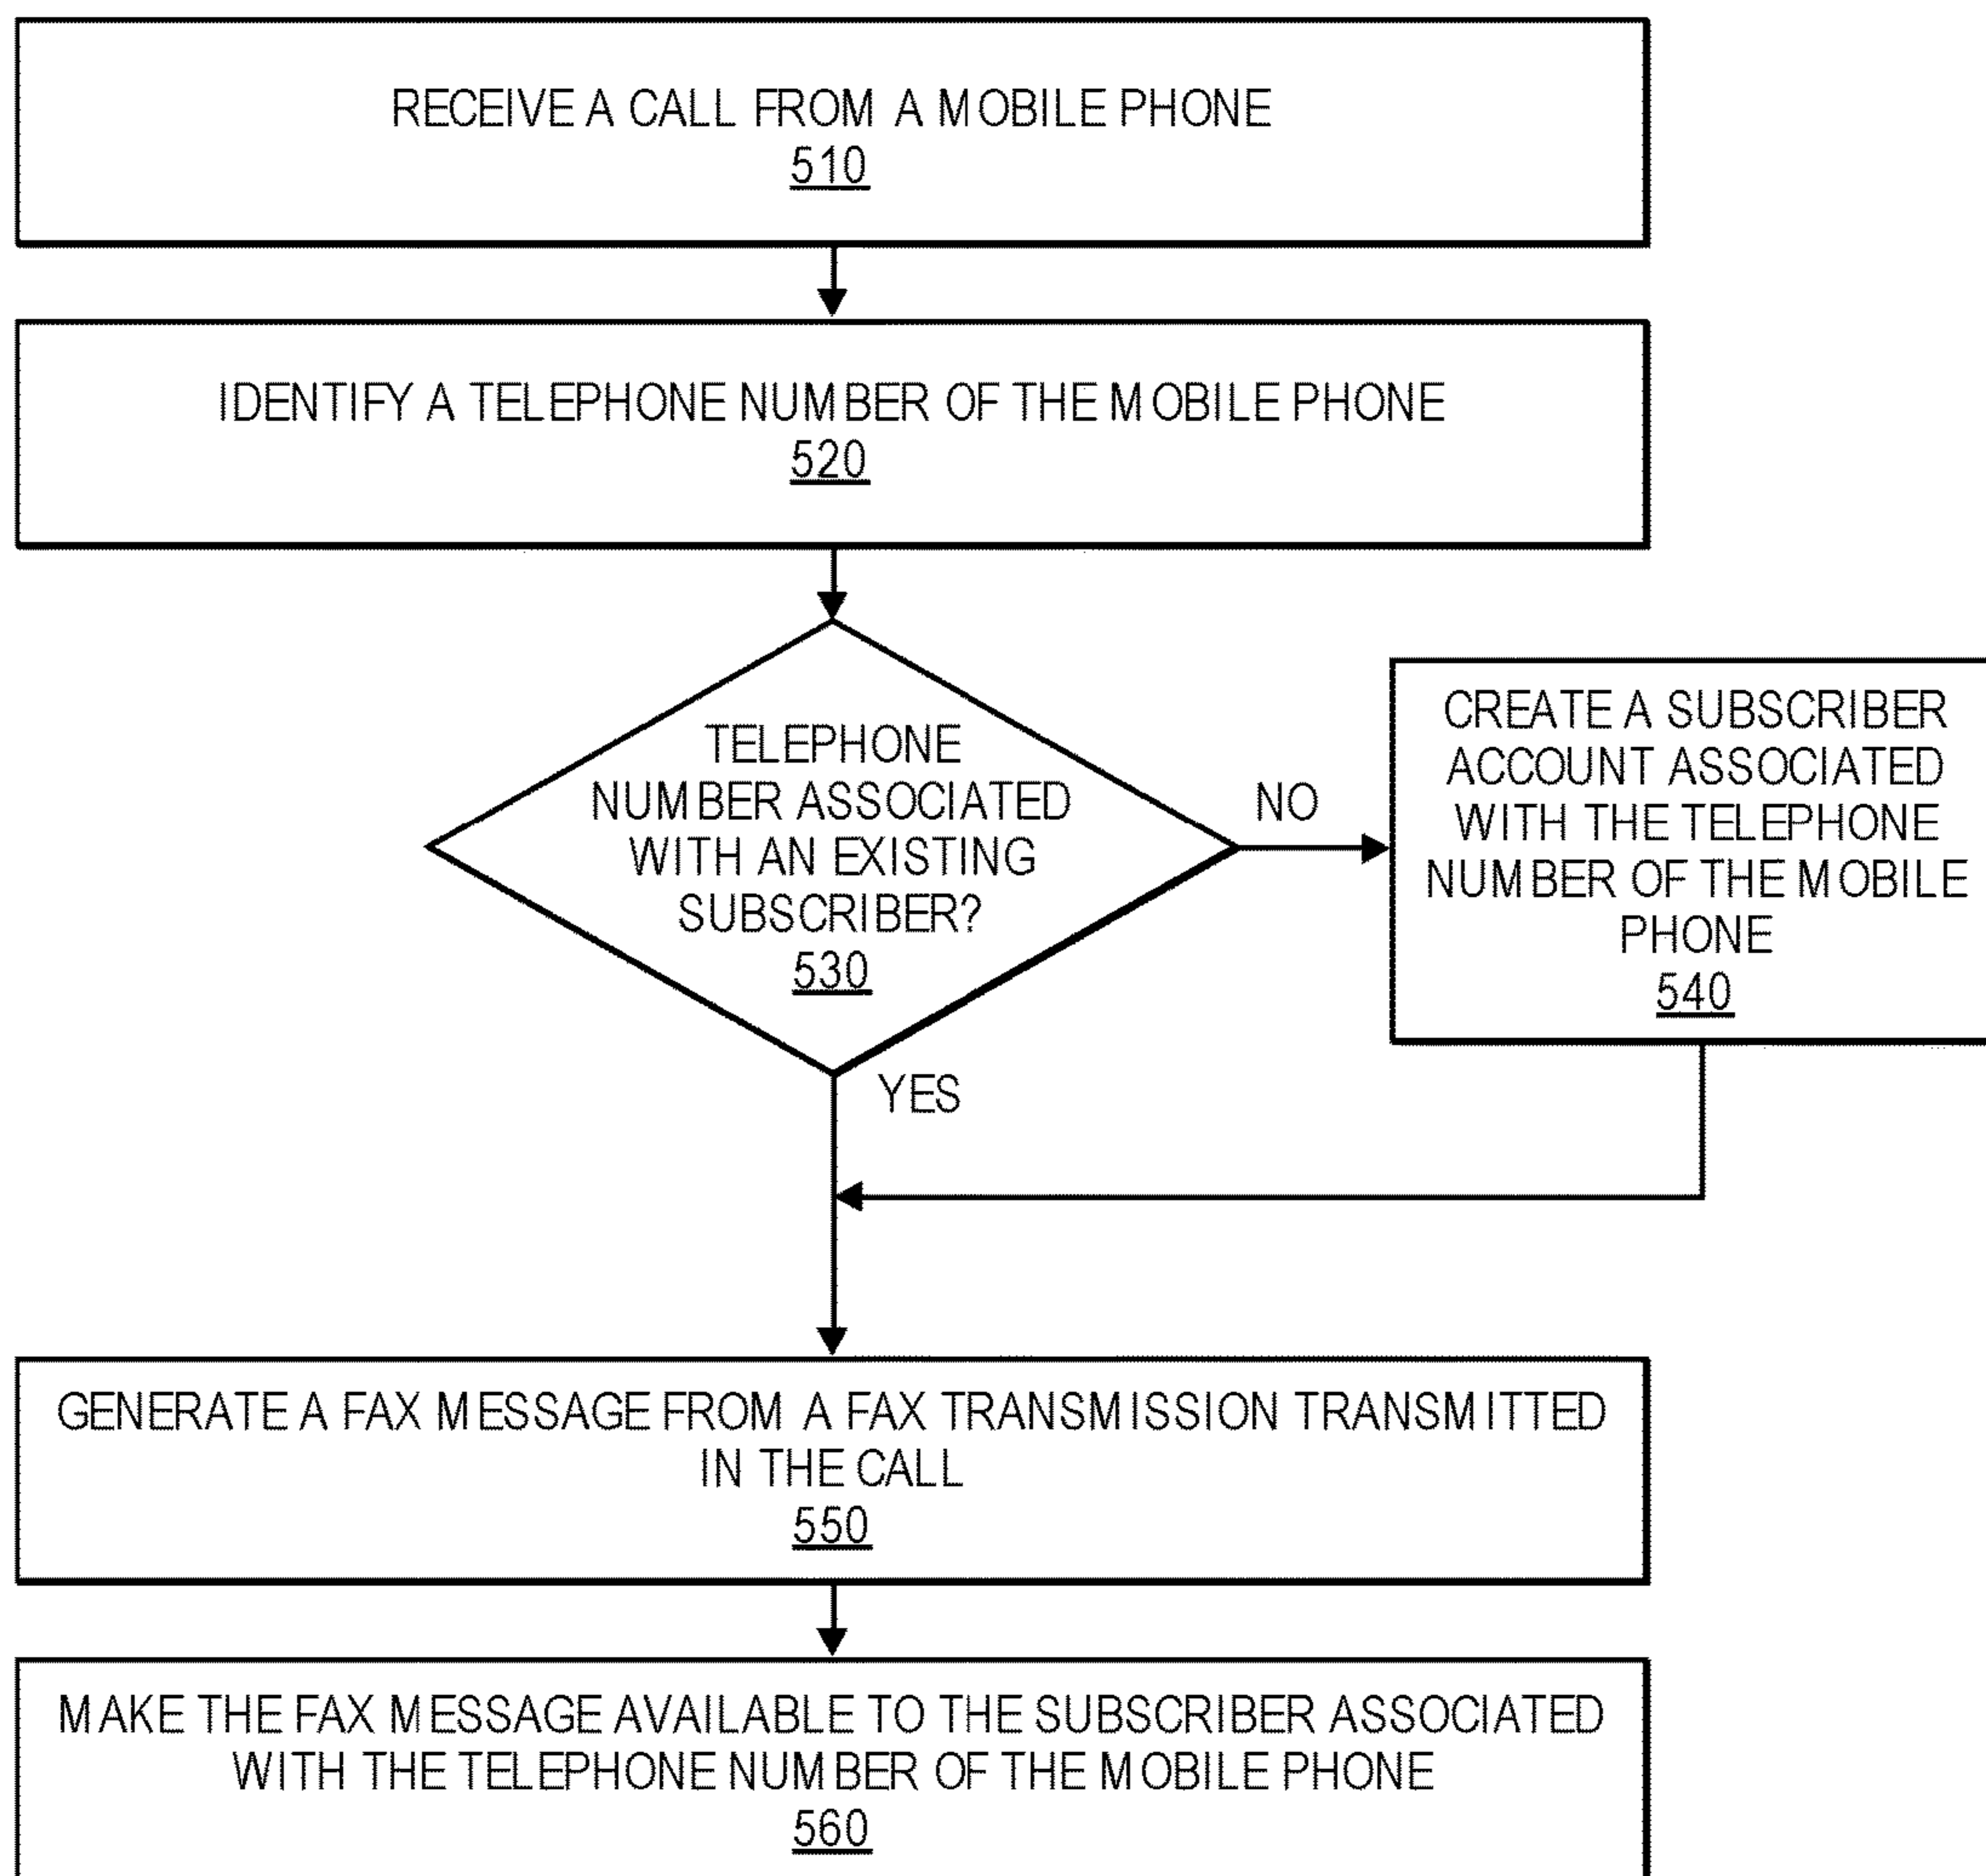 RECEIVE A CALL FROM A MOBILE PHONE
510
IDENTIFY A TELEPHONE NUMBER OF THE MOBILE PHONE
520
TELEPHONE
NUMBER ASSOCIATED
WITH AN EXISTING
SUBSCRIBER?
530
NO
CREATE A SUBSCRIBER
ACCOUNT ASSOCIATED
WITH THE TELEPHONE
NUMBER OF THE MOBILE
PHONE
540
YES
GENERATE A FAX MESSAGE FROM A FAX TRANSMISSION TRANSMITTED
IN THE CALL
550
MAKE THE FAX MESSAGE AVAILABLE TO THE SUBSCRIBER ASSOCIATED
WITH THE TELEPHONE NUMBER OF THE MOBILE PHONE
560